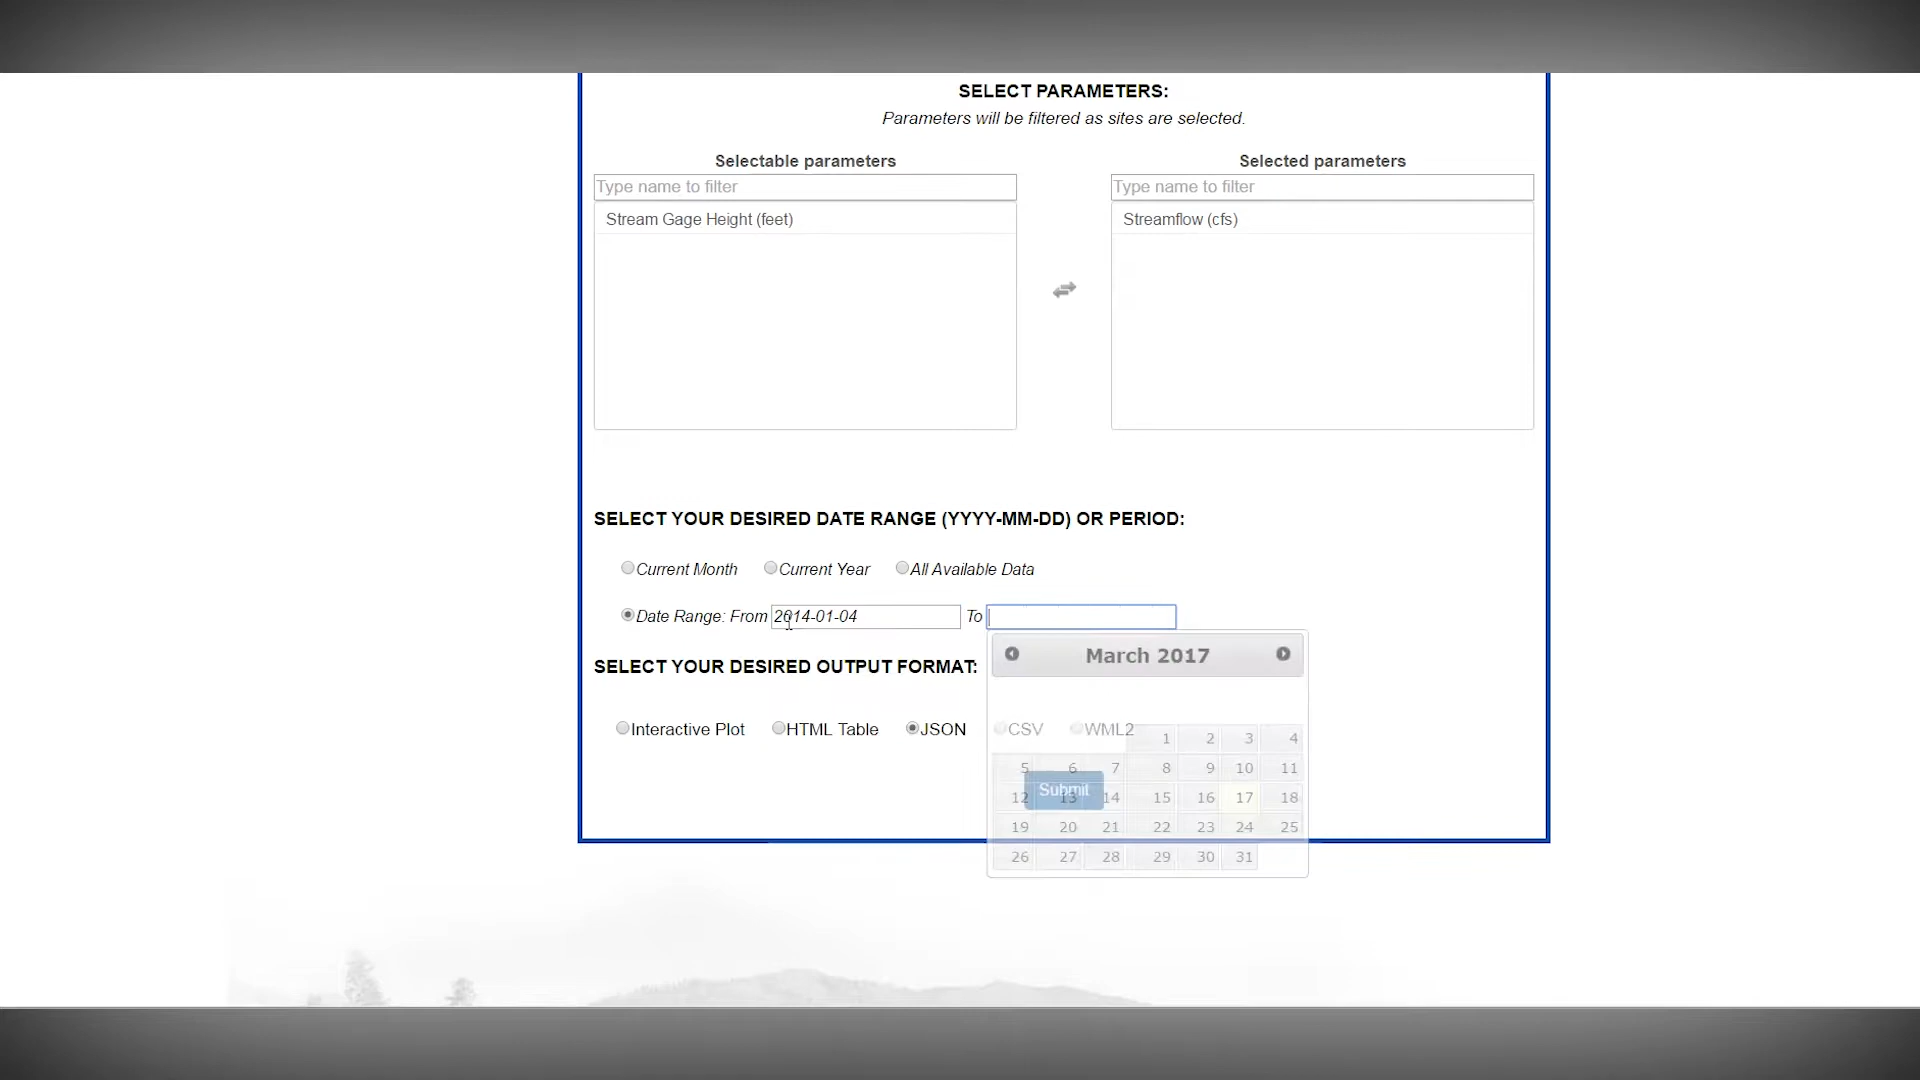 SELECT PARAMETERS:
Parameters will be filtered as sites are selected.
Selectable parameters
Selected parameters
Type name to filter
Type name to filter
Stream Gage Height (feet)
Streamflow (cfs)
SELECT YOUR DESIRED DATE RANGE (YYYY-MM-DD) OR PERIOD:
Current Month Current Year All Available Data
Date Range: From 2014-01-04 To
March 2017
SELECT YOUR DESIRED OUTPUT FORMAT:
Interactive Plot HTML Table JSON CSV WML2
1 2 3 4
5 6 7 8 9 10 11
Submit
12 13 14 15 16 17 18
19 20 21 22 23 24 25
26 27 28 29 30 31